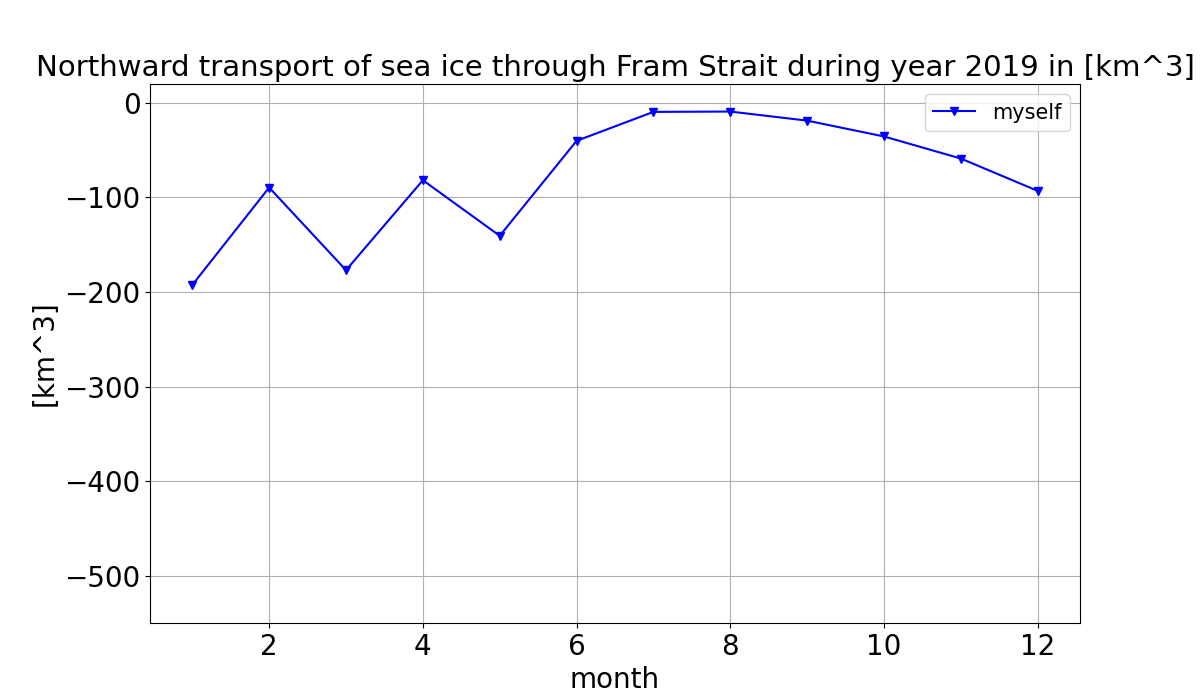 Northward transport of sea ice through Fram Strait during year 2019 in [km^3]
myself
0
−100
−200
−300
−400
−500
[km^3]
2 4 6 8 10 12
month